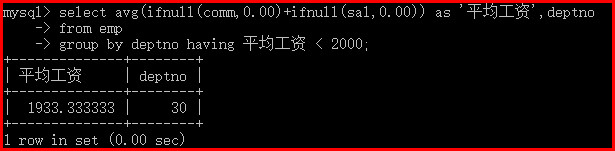 mysql> select avg(ifnull(comm,0.00)+ifnull(sal,0.00)) as '平均工资',deptno
    -> from emp
    -> group by deptno having 平均工资 < 2000;
+-------------+--------+
| 平均工资    | deptno |
+-------------+--------+
| 1933.333333 |     30 |
+-------------+--------+
1 row in set (0.00 sec)